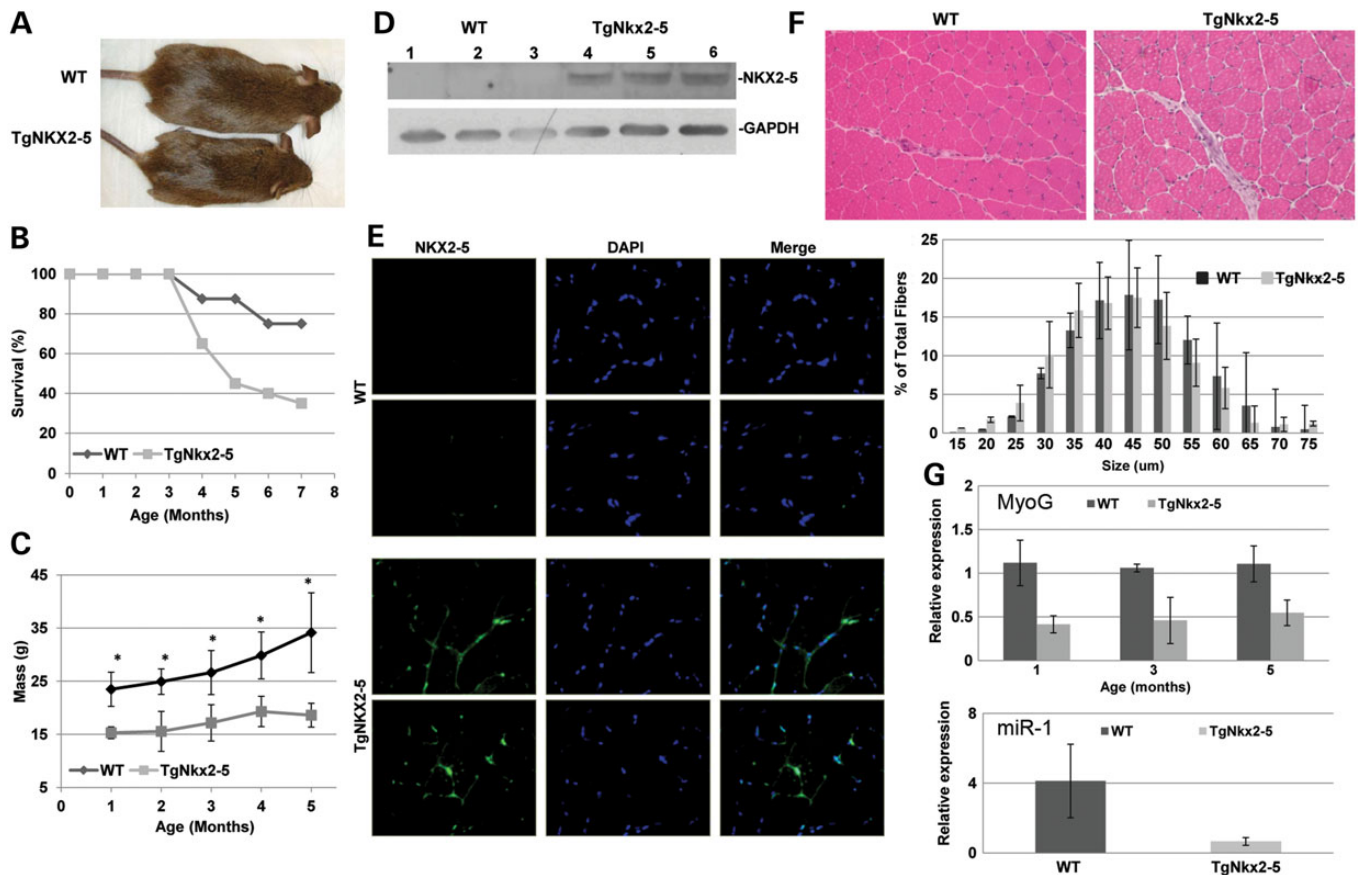 A
WT
TgNKX2-5
B
Survival (%)
100
80
60
40
20
0
WT
TgNkx2-5
0 1 2 3 4 5 6 7 8
Age (Months)
C
Mass (g)
45
35
25
15
5
* * * * *
WT
TgNkx2-5
0 1 2 3 4 5
Age (Months)
D
WT TgNkx2-5
1 2 3 4 5 6
-NKX2-5
-GAPDH
E
NKX2-5 DAPI Merge
WT
TgNKX2-5
F
WT TgNkx2-5
% of Total Fibers
25
20
15
10
5
0
WT TgNkx2-5
15 20 25 30 35 40 45 50 55 60 65 70 75
Size (um)
G
Relative expression
2
1.5
1
0.5
0
MyoG
WT TgNkx2-5
1 3 5
Age (months)
Relative expression
8
4
0
miR-1
WT TgNkx2-5
WT TgNkx2-5